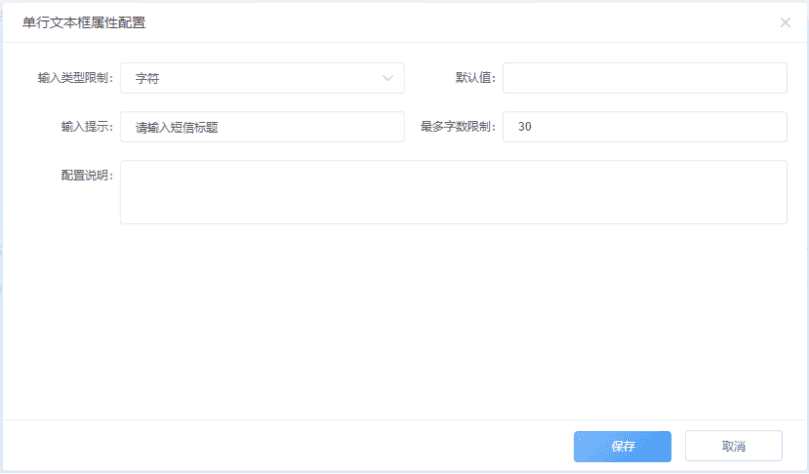 单行文本框属性配置
输入类型限制: 字符 默认值:
输入提示: 请输入短信标题 最多字数限制: 30
配置说明:
保存 取消